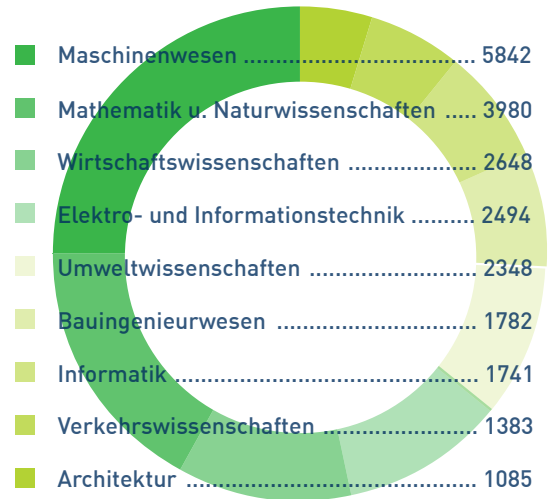 Maschinenwesen ........................................ 5842
Mathematik u. Naturwissenschaften ..... 3980
Wirtschaftswissenschaften ...................... 2648
Elektro- und Informationstechnik .......... 2494
Umweltwissenschaften ............................ 2348
Bauingenieurwesen .................................. 1782
Informatik ..................................................... 1741
Verkehrswissenschaften .......................... 1383
Architektur .................................................. 1085